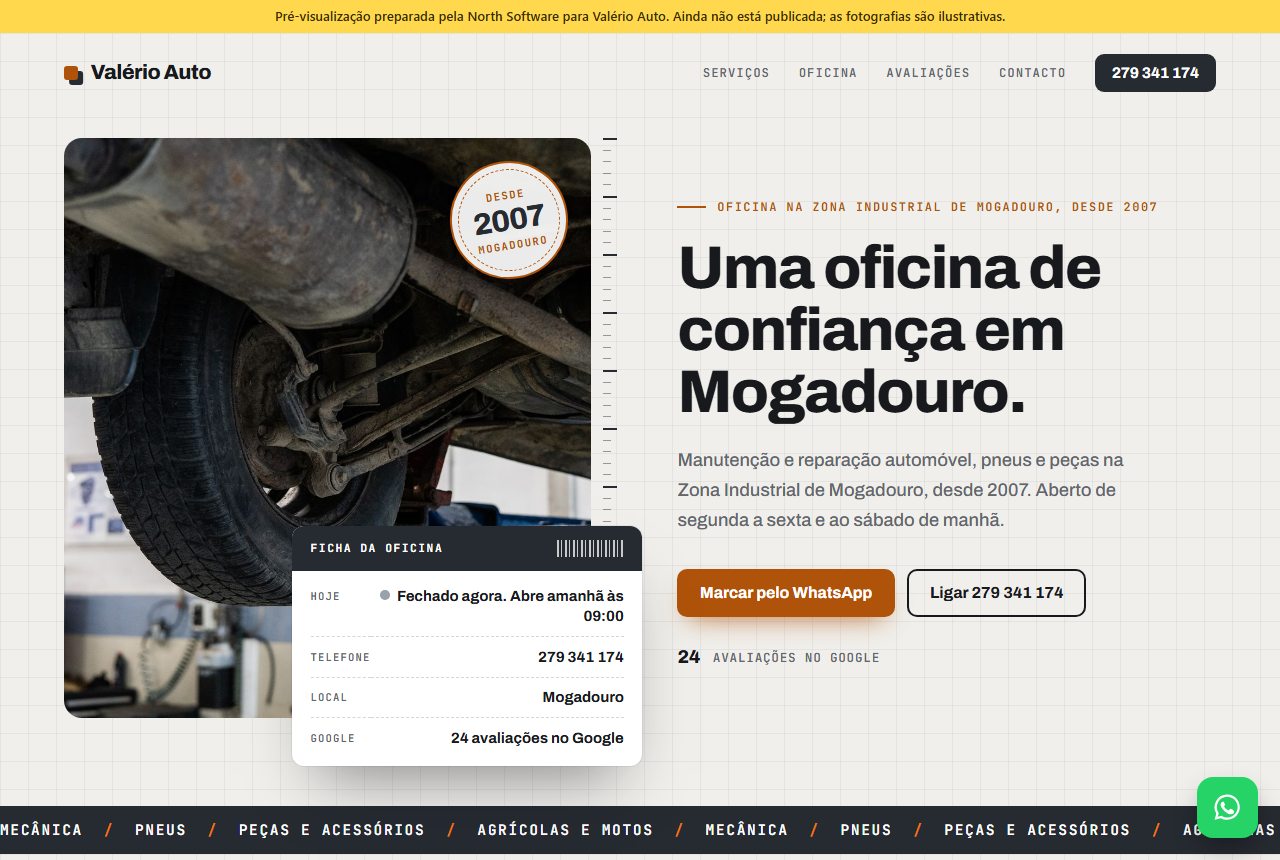 Pré-visualização preparada pela North Software para Valério Auto. Ainda não está publicada; as fotografias são ilustrativas.
Valério Auto
SERVIÇOS
OFICINA
AVALIAÇÕES
CONTACTO
279 341 174
DESDE
2007
MOGADOURO
OFICINA NA ZONA INDUSTRIAL DE MOGADOURO, DESDE 2007
Uma oficina de
confiança em
Mogadouro.
Manutenção e reparação automóvel, pneus e peças na
Zona Industrial de Mogadouro, desde 2007. Aberto de
segunda a sexta e ao sábado de manhã.
Marcar pelo WhatsApp
Ligar 279 341 174
24 AVALIAÇÕES NO GOOGLE
FICHA DA OFICINA
HOJE
Fechado agora. Abre amanhã às
09:00
TELEFONE
279 341 174
LOCAL
Mogadouro
GOOGLE
24 avaliações no Google
MECÂNICA / PNEUS / PEÇAS E ACESSÓRIOS / AGRÍCOLAS E MOTOS / MECÂNICA / PNEUS / PEÇAS E ACESSÓRIOS /